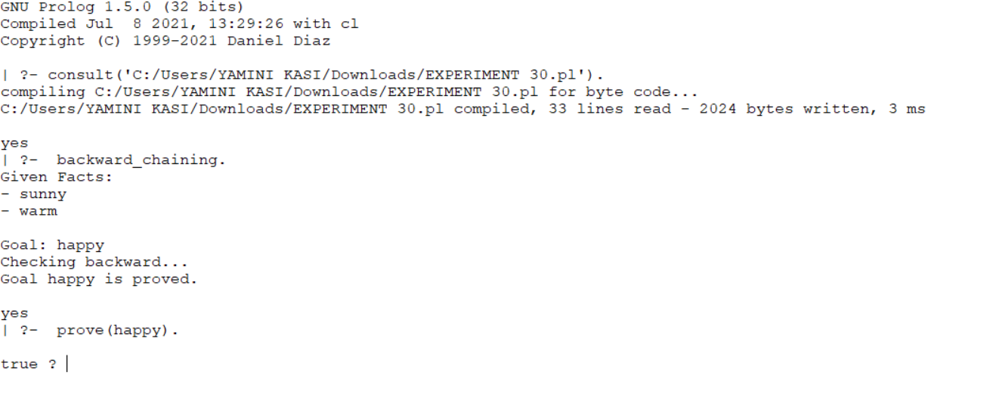 GNU Prolog 1.5.0 (32 bits)
Compiled Jul  8 2021, 13:29:26 with cl
Copyright (C) 1999-2021 Daniel Diaz
| ?- consult('C:/Users/YAMINI KASI/Downloads/EXPERIMENT 30.pl').
compiling C:/Users/YAMINI KASI/Downloads/EXPERIMENT 30.pl for byte code...
C:/Users/YAMINI KASI/Downloads/EXPERIMENT 30.pl compiled, 33 lines read - 2024 bytes written, 3 ms
yes
| ?-  backward_chaining.
Given Facts:
- sunny
- warm
Goal: happy
Checking backward...
Goal happy is proved.
yes
| ?-  prove(happy).
true ?